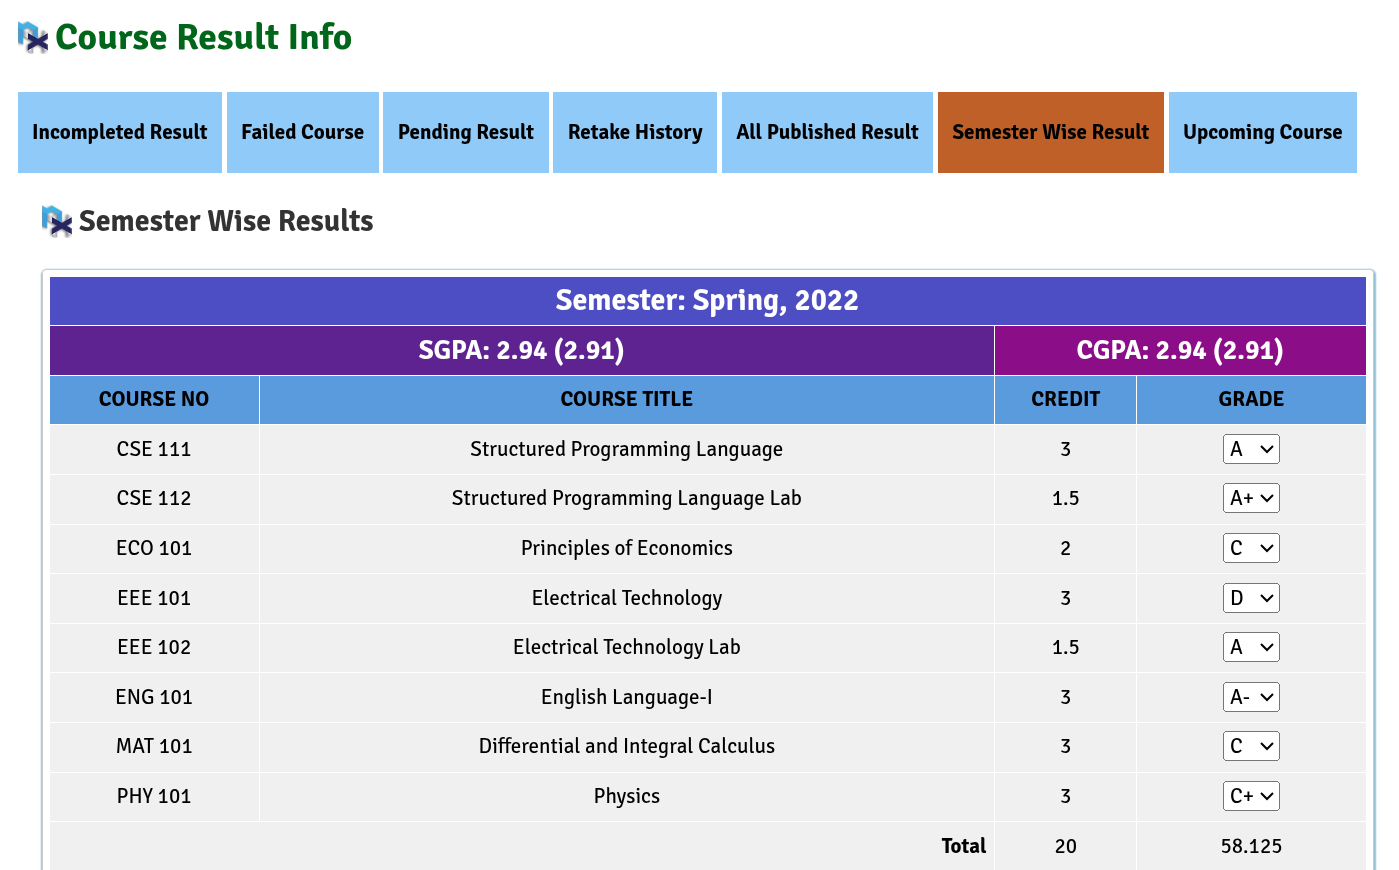 Course Result Info
Incompleted Result Failed Course Pending Result Retake History All Published Result Semester Wise Result Upcoming Course
Semester Wise Results
Semester: Spring, 2022
SGPA: 2.94 (2.91) CGPA: 2.94 (2.91)
COURSE NO COURSE TITLE CREDIT GRADE
CSE 111 Structured Programming Language 3 A
CSE 112 Structured Programming Language Lab 1.5 A+
ECO 101 Principles of Economics 2 C
EEE 101 Electrical Technology 3 D
EEE 102 Electrical Technology Lab 1.5 A
ENG 101 English Language-I 3 A-
MAT 101 Differential and Integral Calculus 3 C
PHY 101 Physics 3 C+
Total 20 58.125